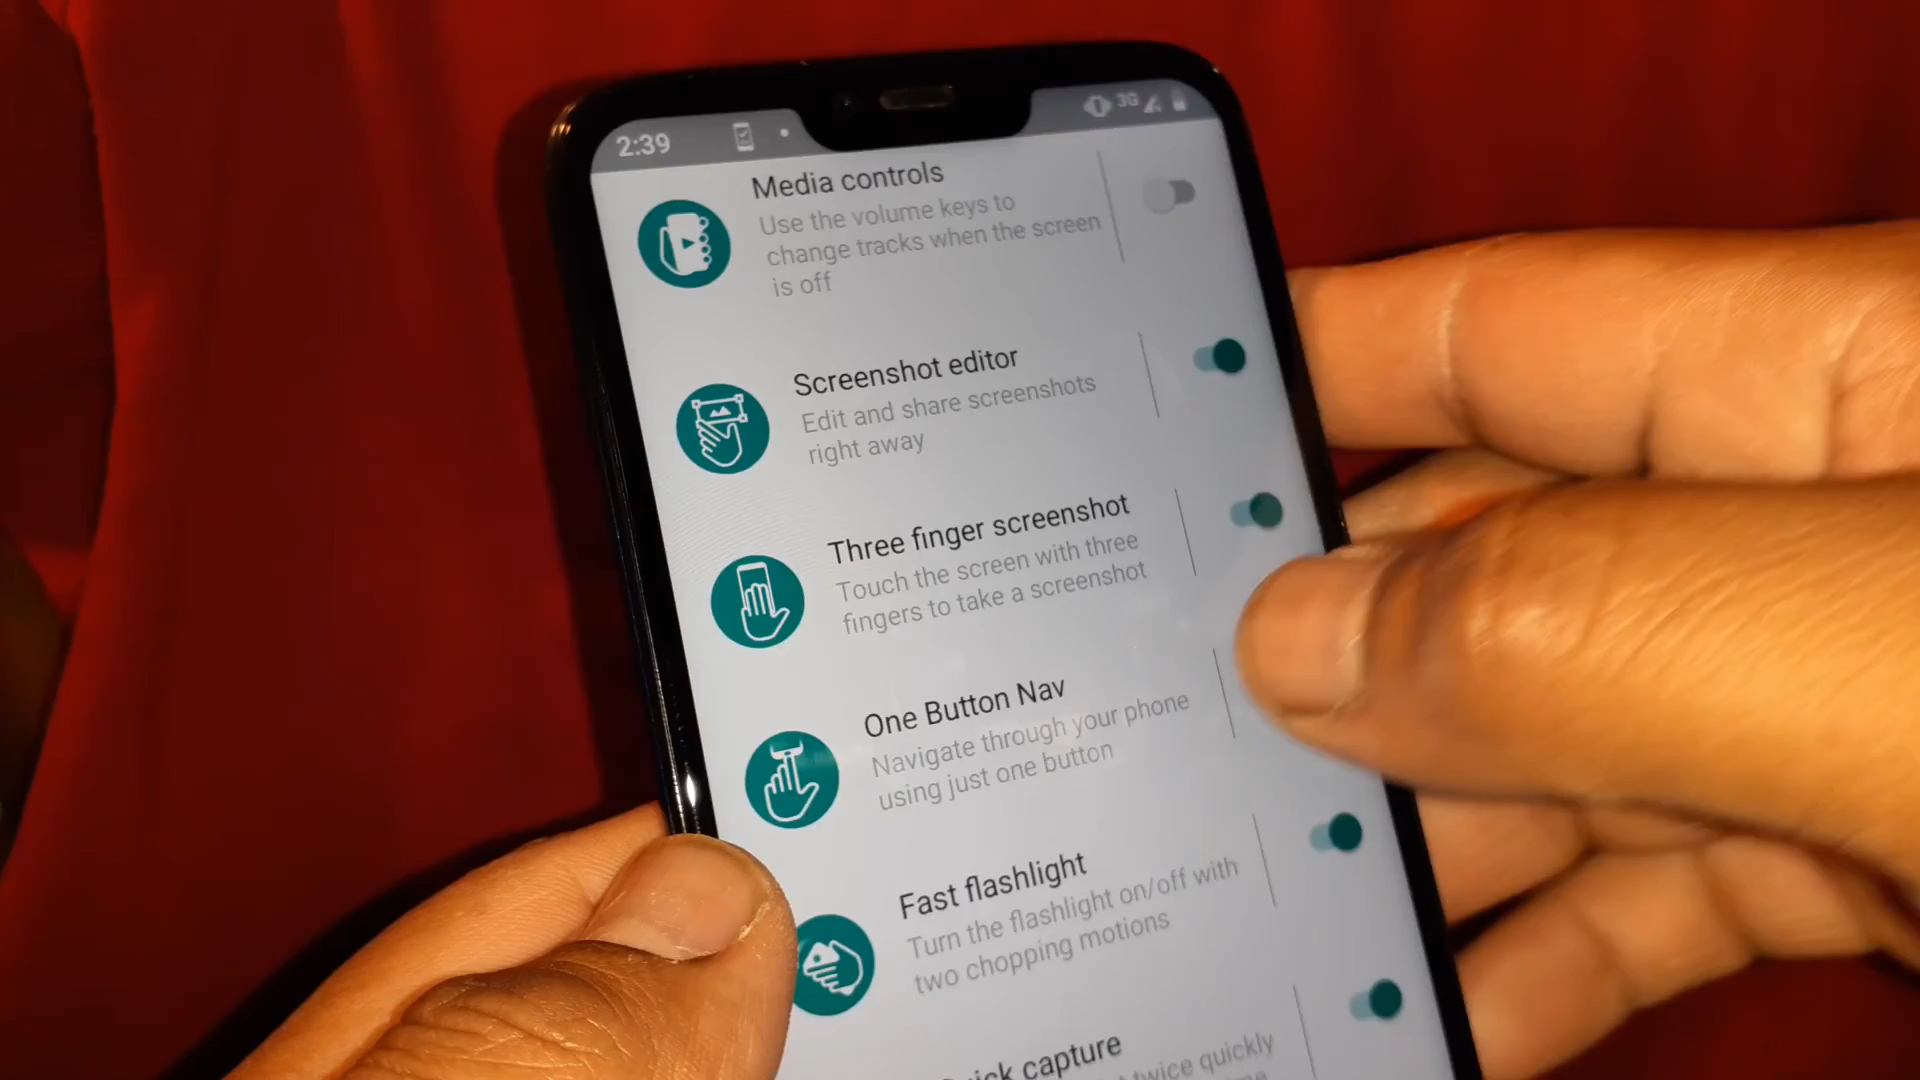 2:39
3G
Media controls
Use the volume keys to
change tracks when the screen
is off
Screenshot editor
Edit and share screenshots
right away
Three finger screenshot
Touch the screen with three
fingers to take a screenshot
One Button Nav
Navigate through your phone
using just one button
Fast flashlight
Turn the flashlight on/off with
two chopping motions
capture
twice quickly